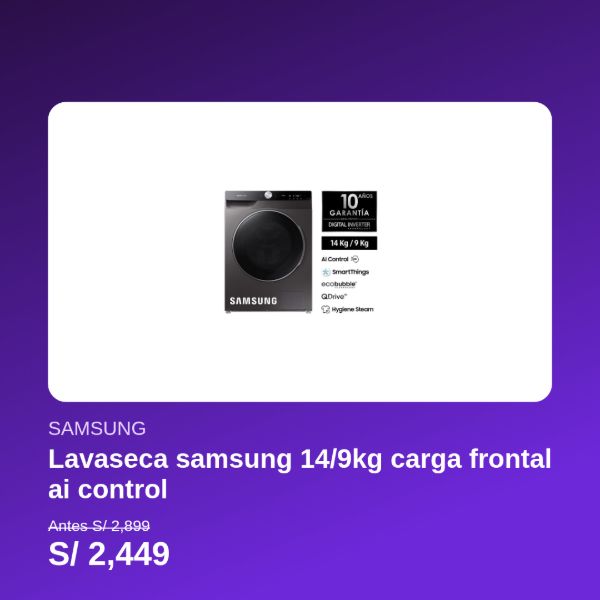 10 AÑOS
GARANTÍA
DIGITAL INVERTER
14 Kg / 9 Kg
AI Control
SmartThings
ecobubble
QDrive™
Hygiene Steam
SAMSUNG
SAMSUNG
Lavaseca samsung 14/9kg carga frontal
ai control
Antes S/ 2,899
S/ 2,449